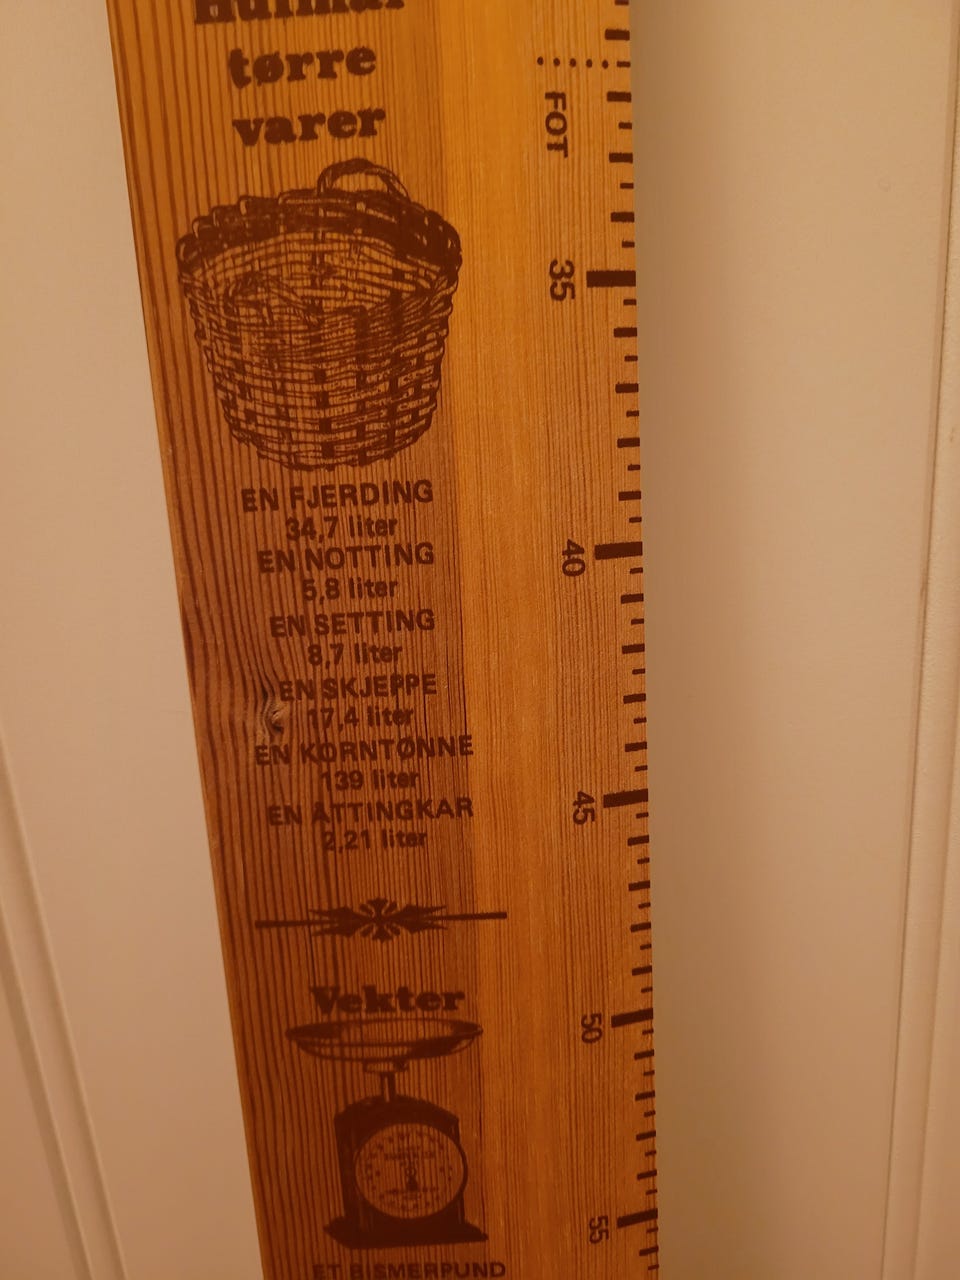 Hulmål
tørre
varer
FOT
35
EN FJERDING
34,7 liter
EN NOTTING
5,8 liter
40
EN SETTING
8,7 liter
EN SKJEPPE
17,4 liter
EN KORNTØNNE
139 liter
EN ÅTTINGKAR
2,21 liter
45
Vekter
50
55
ET BISMERPUND